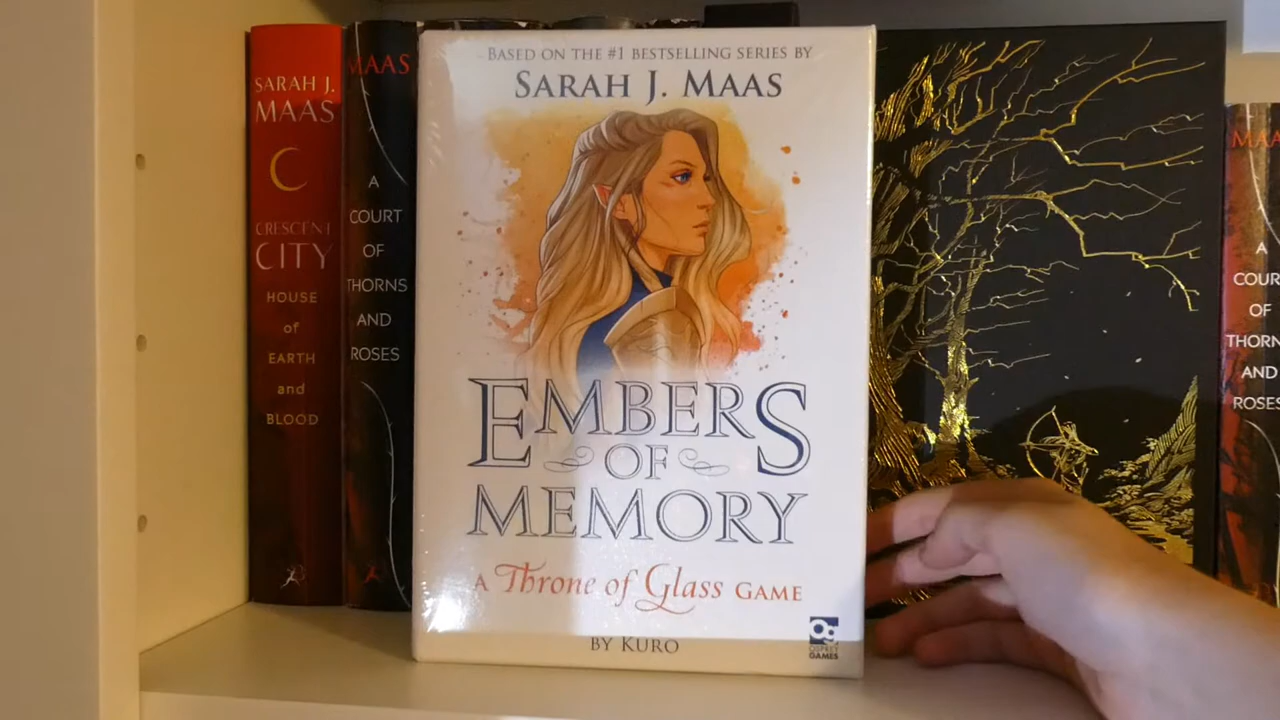 SARAH J.
MAAS
CRESCENT
CITY
HOUSE
of
EARTH
and
BLOOD
MAAS
A
COURT
OF
THORNS
AND
ROSES
BASED ON THE #1 BESTSELLING SERIES BY
SARAH J. MAAS
EMBERS
OF
MEMORY
A Throne of Glass GAME
BY KURO
OSPREY
GAMES
A
OF
AND
ROSES